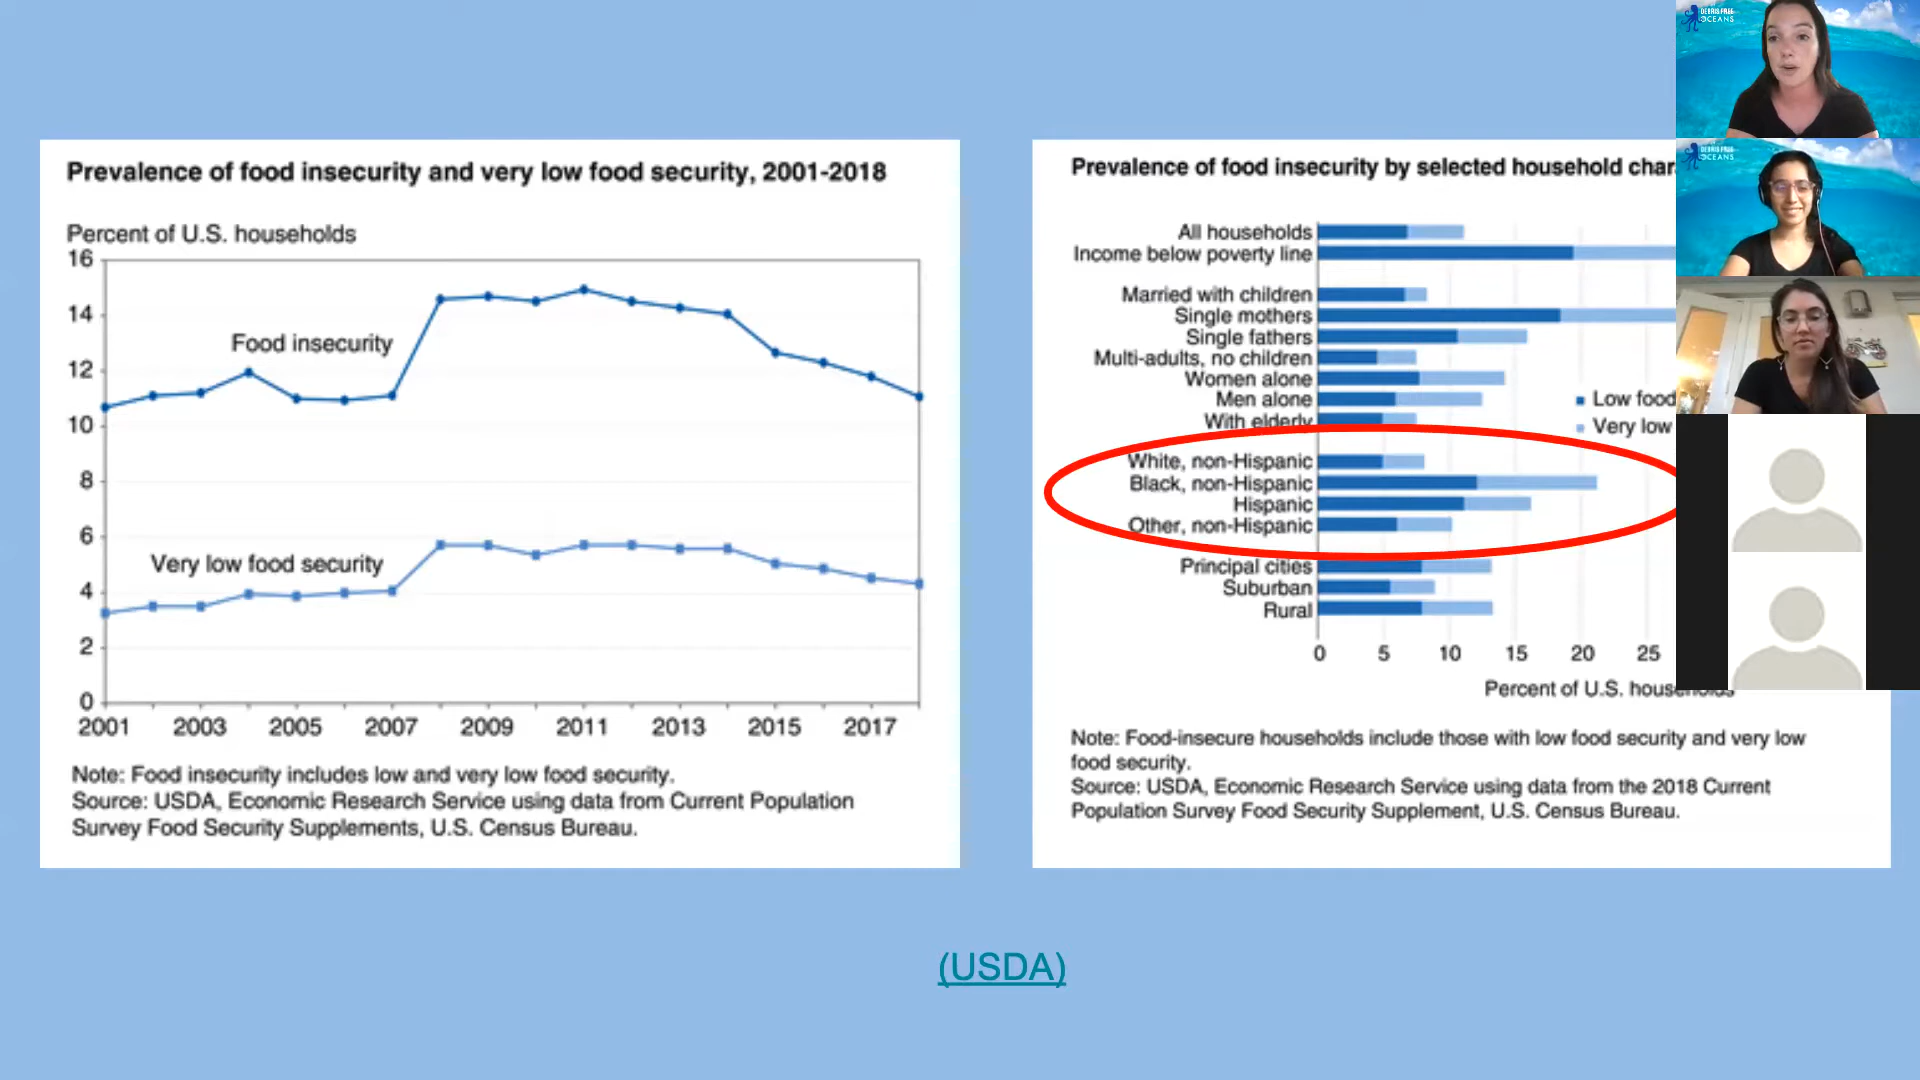 Prevalence of food insecurity and very low food security, 2001-2018
Percent of U.S. households
16
14
12
10
8
6
4
2
0
Food insecurity
Very low food security
2001 2003 2005 2007 2009 2011 2013 2015 2017
Note: Food insecurity includes low and very low food security.
Source: USDA, Economic Research Service using data from Current Population
Survey Food Security Supplements, U.S. Census Bureau.
Prevalence of food insecurity by selected household char
All households
Income below poverty line
Married with children
Single mothers
Single fathers
Multi-adults, no children
Women alone
Men alone
With elderly
White, non-Hispanic
Black, non-Hispanic
Hispanic
Other, non-Hispanic
Principal cities
Suburban
Rural
Low food
Very low
0 5 10 15 20 25
Percent of U.S. households
Note: Food-insecure households include those with low food security and very low
food security.
Source: USDA, Economic Research Service using data from the 2018 Current
Population Survey Food Security Supplement, U.S. Census Bureau.
(USDA)
DEBRIS FREE
OCEANS
DEBRIS FREE
OCEANS